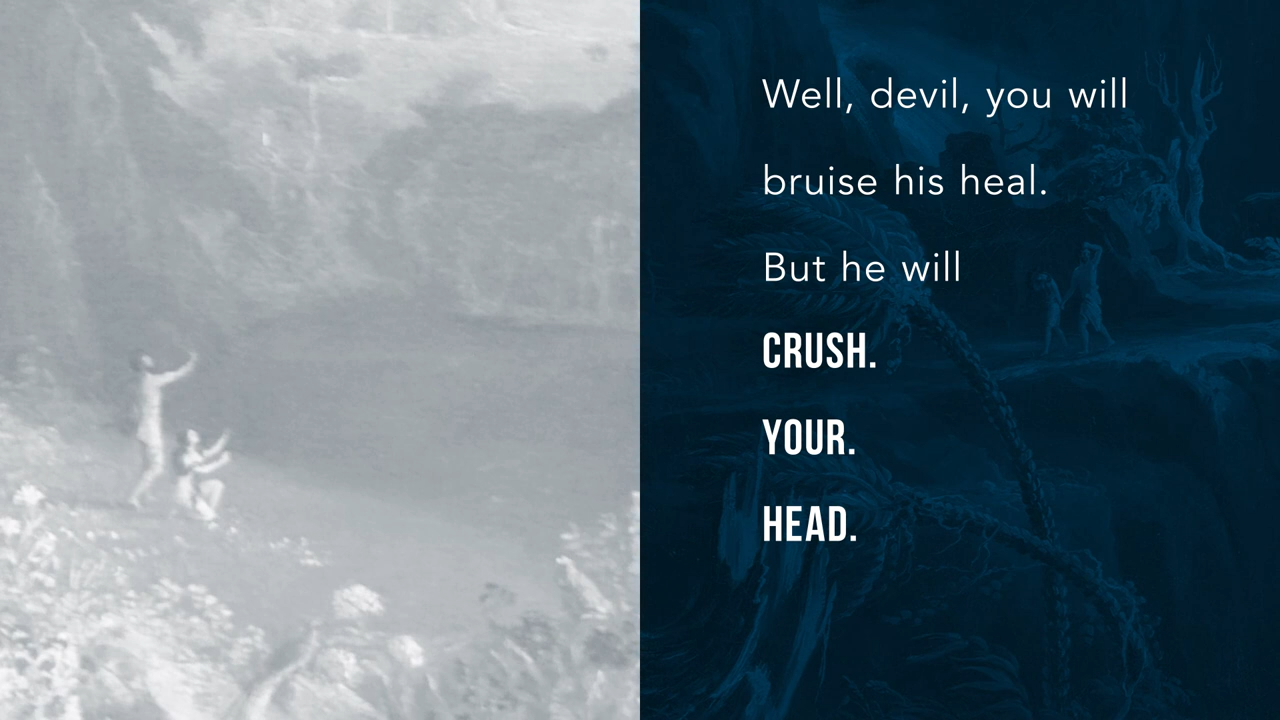 Well, devil, you will
bruise his heal.
But he will
CRUSH.
YOUR.
HEAD.